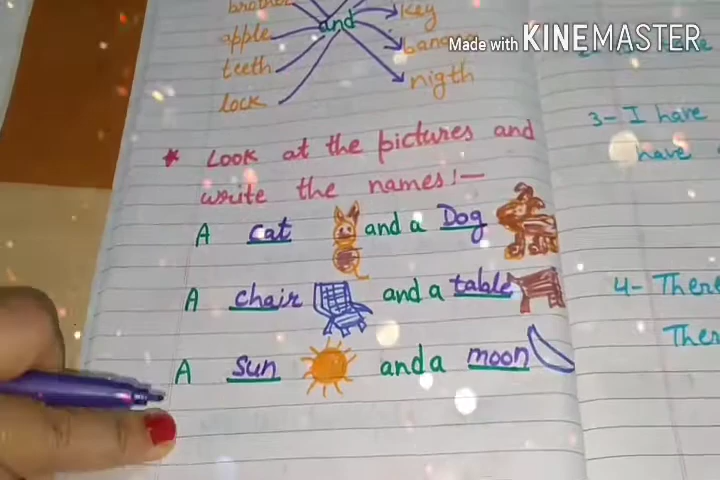 brother
and
key
apple
banana
Made with KINEMASTER
teeth
nigth
lock
* Look at the pictures and
write the names!—
A cat and a Dog
A chair and a table
A sun and a moon
3- I have
have
4- There
Ther